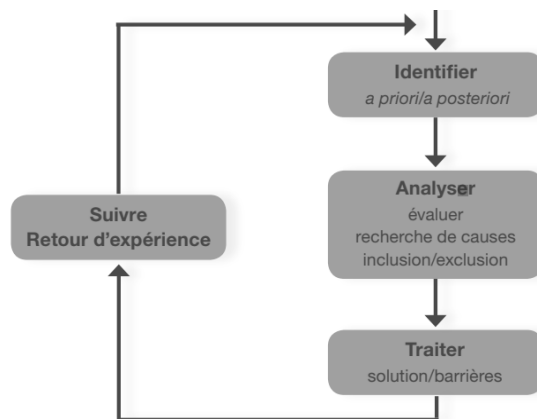 Identifier
a priori/a posteriori
Analyser
évaluer
recherche de causes
inclusion/exclusion
Traiter
solution/barrières
Suivre
Retour d’expérience